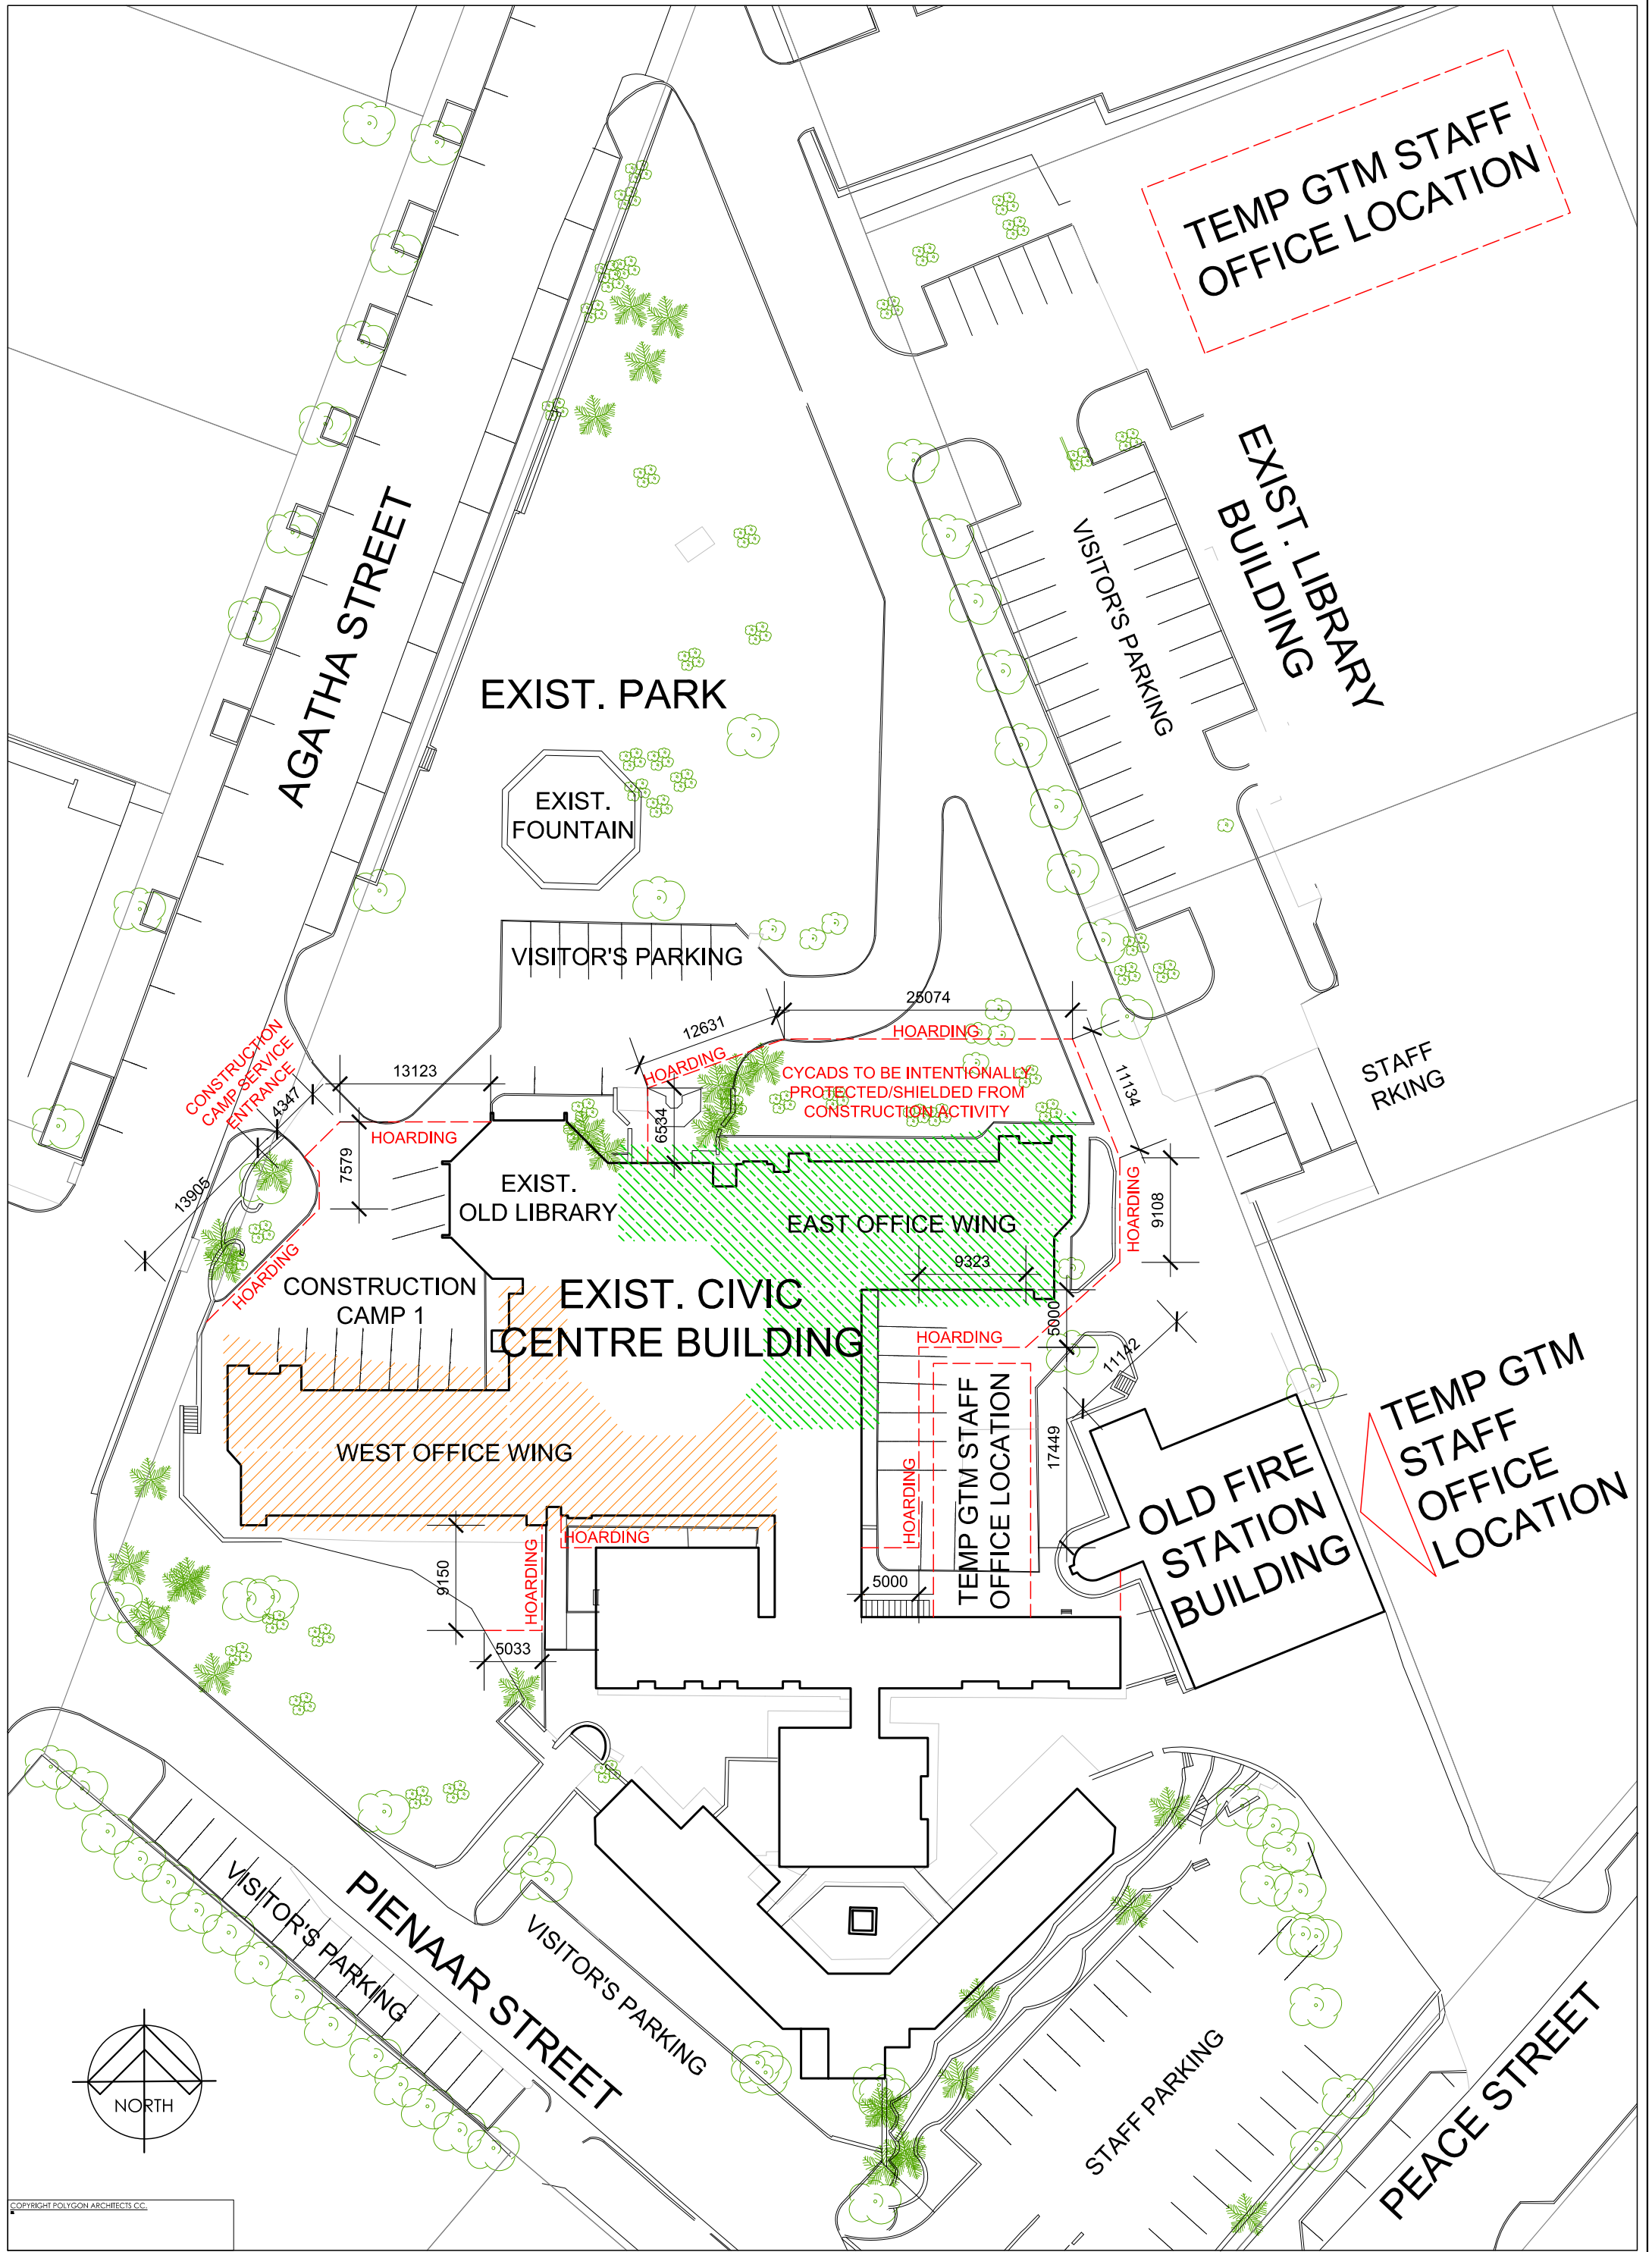 TEMP GTM STAFF
OFFICE LOCATION
EXIST. LIBRARY
BUILDING
VISITOR'S PARKING
AGATHA STREET
EXIST. PARK
EXIST.
FOUNTAIN
VISITOR'S PARKING
25074
12631
HOARDING
HOARDING
CYCADS TO BE INTENTIONALLY
PROTECTED/SHIELDED FROM
CONSTRUCTION ACTIVITY
11134
STAFF
RKING
CONSTRUCTION
CAMP SERVICE
ENTRANCE
4347
13123
HOARDING
7579
6534
13905
HOARDING
EXIST.
OLD LIBRARY
EAST OFFICE WING
HOARDING
9108
9323
CONSTRUCTION
CAMP 1
EXIST. CIVIC
CENTRE BUILDING
HOARDING
5000
11142
WEST OFFICE WING
TEMP GTM STAFF
OFFICE LOCATION
17449
HOARDING
OLD FIRE
STATION
BUILDING
TEMP GTM
STAFF
OFFICE
LOCATION
HOARDING
HOARDING
9150
5033
5000
VISITOR'S PARKING
PIENAAR STREET
VISITOR'S PARKING
STAFF PARKING
PEACE STREET
NORTH
COPYRIGHT POLYGON ARCHITECTS CC.